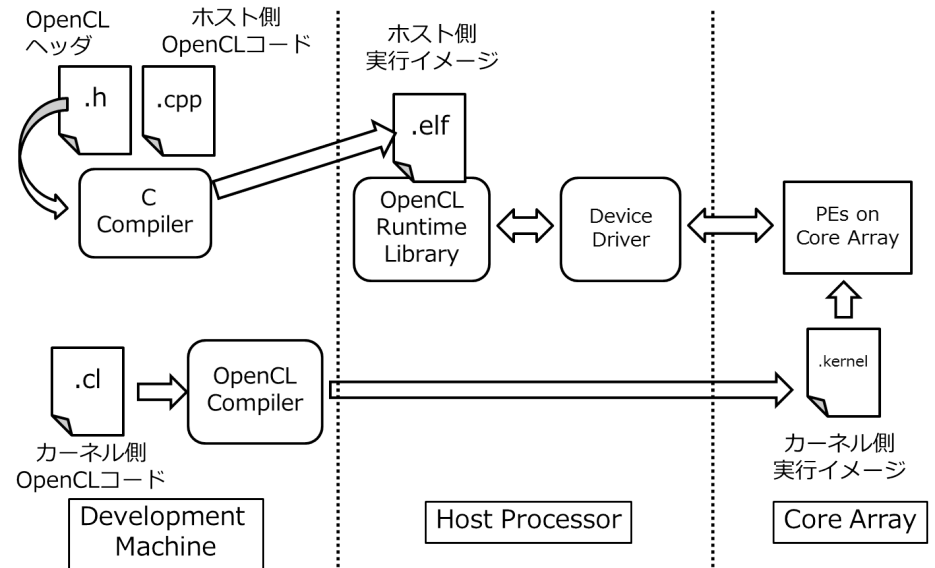 OpenCL
ヘッダ
ホスト側
OpenCLコード
.h
.cpp
C
Compiler
ホスト側
実行イメージ
.elf
OpenCL
Runtime
Library
Device
Driver
PEs on
Core Array
.cl
カーネル側
OpenCLコード
OpenCL
Compiler
.kernel
カーネル側
実行イメージ
Development
Machine
Host Processor
Core Array